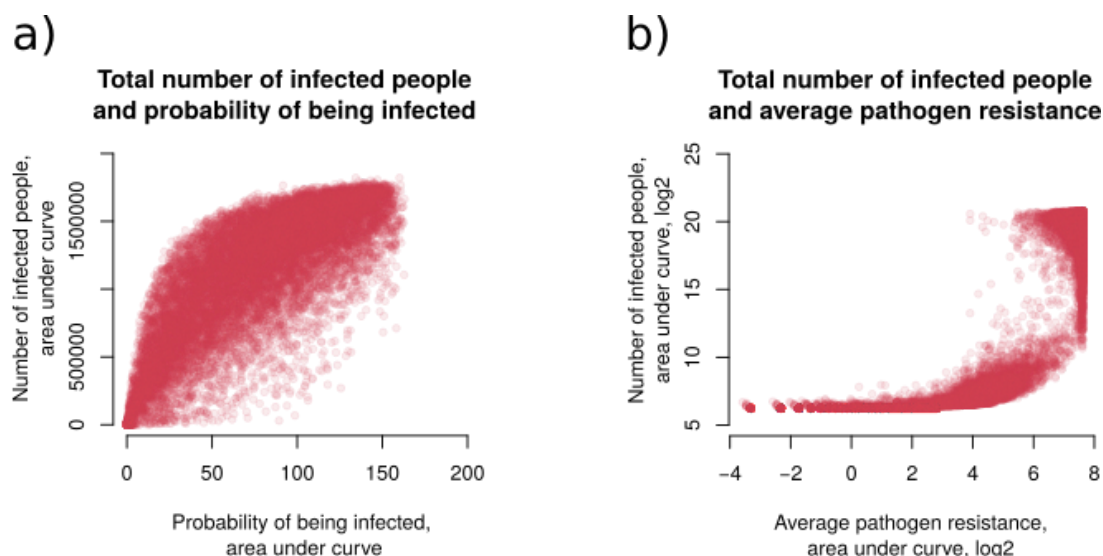 a)
Total number of infected people
and probability of being infected
Number of infected people,
area under curve
0
500000
1500000
0
50
100
150
200
Probability of being infected,
area under curve
b)
Total number of infected people
and average pathogen resistance
Number of infected people,
area under curve, log2
5
10
15
20
25
−4
−2
0
2
4
6
8
Average pathogen resistance,
area under curve, log2